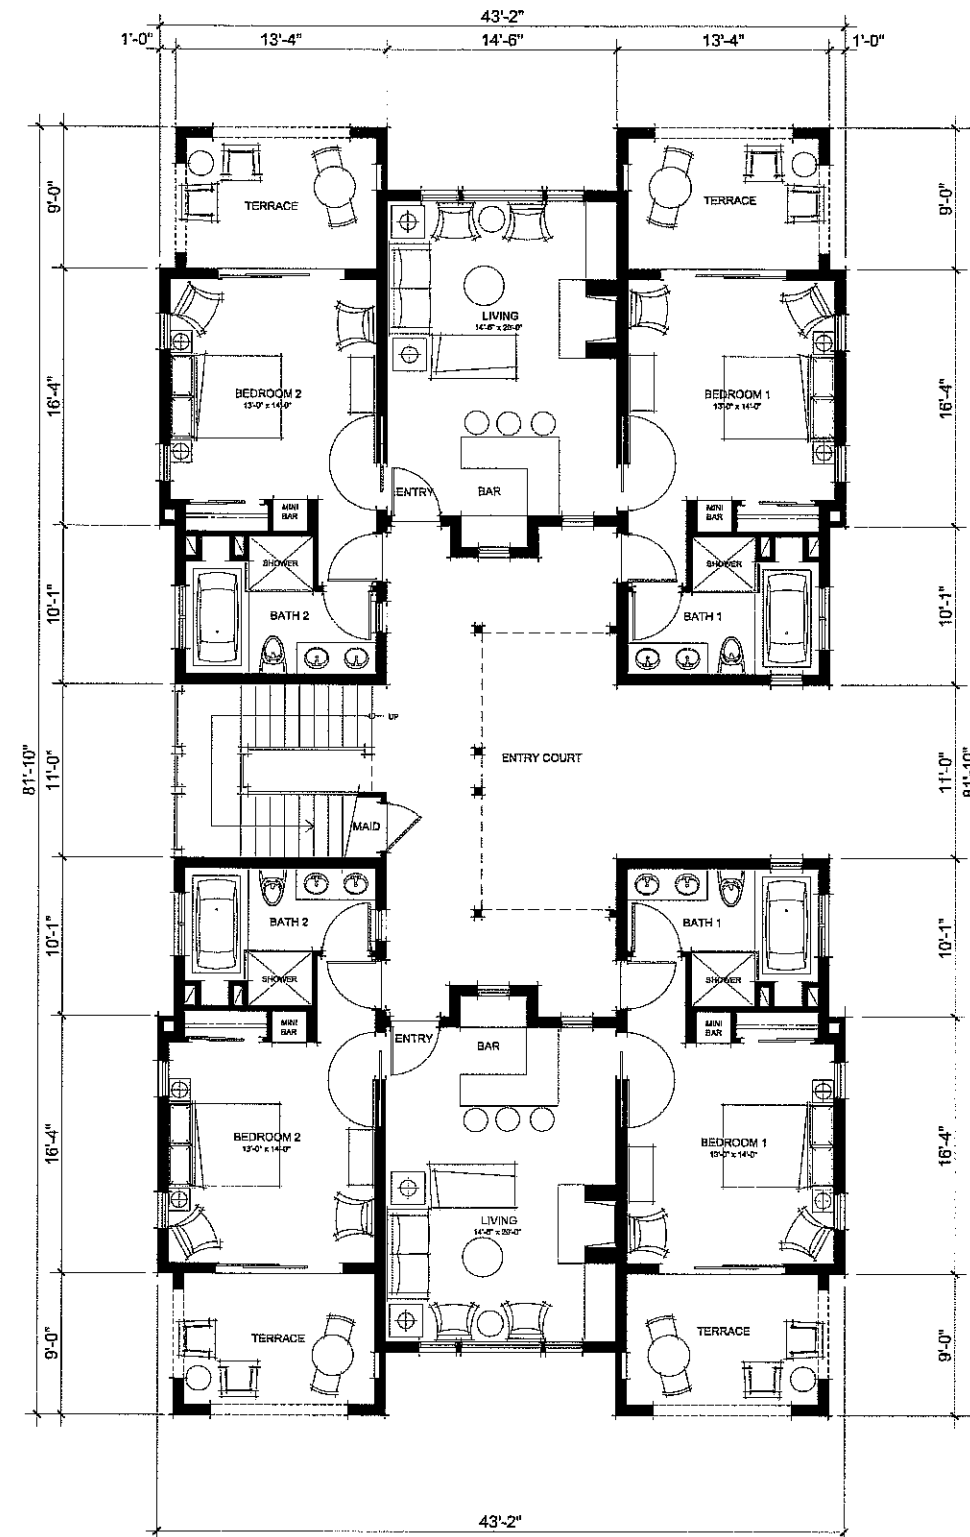 43'-2"
1'-0" 13'-4" 14'-6" 13'-4" 1'-0"
9'-0"
9'-0"
TERRACE
TERRACE
LIVING
16'-4"
BEDROOM 2
13'-0" x 14'-0"
BEDROOM 1
13'-0" x 14'-0"
16'-4"
ENTRY
BAR
MINI
BAR
MINI
BAR
SHOWER
SHOWER
10'-1"
BATH 2
BATH 1
10'-1"
UP
81'-10"
11'-0"
ENTRY COURT
11'-0"
81'-10"
MAID
10'-1"
BATH 2
BATH 1
10'-1"
SHOWER
SHOWER
MINI
BAR
MINI
BAR
ENTRY
BAR
16'-4"
BEDROOM 2
13'-0" x 14'-0"
BEDROOM 1
13'-0" x 14'-0"
16'-4"
LIVING
9'-0"
TERRACE
TERRACE
9'-0"
43'-2"